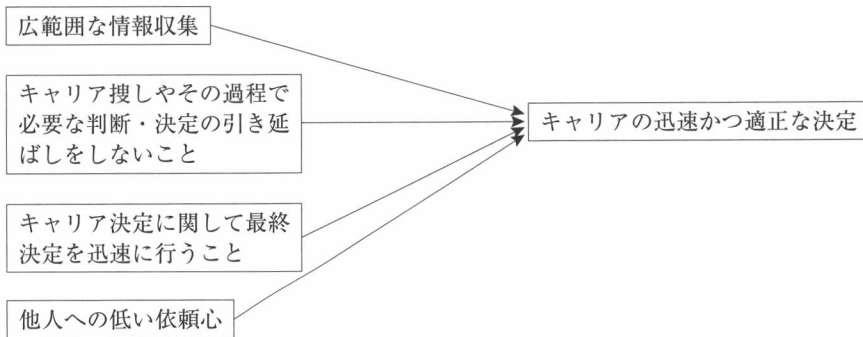 広範囲な情報収集
キャリア捜しやその過程で
必要な判断・決定の引き延
ばしをしないこと
キャリアの迅速かつ適正な決定
キャリア決定に関して最終
決定を迅速に行うこと
他人への低い依頼心